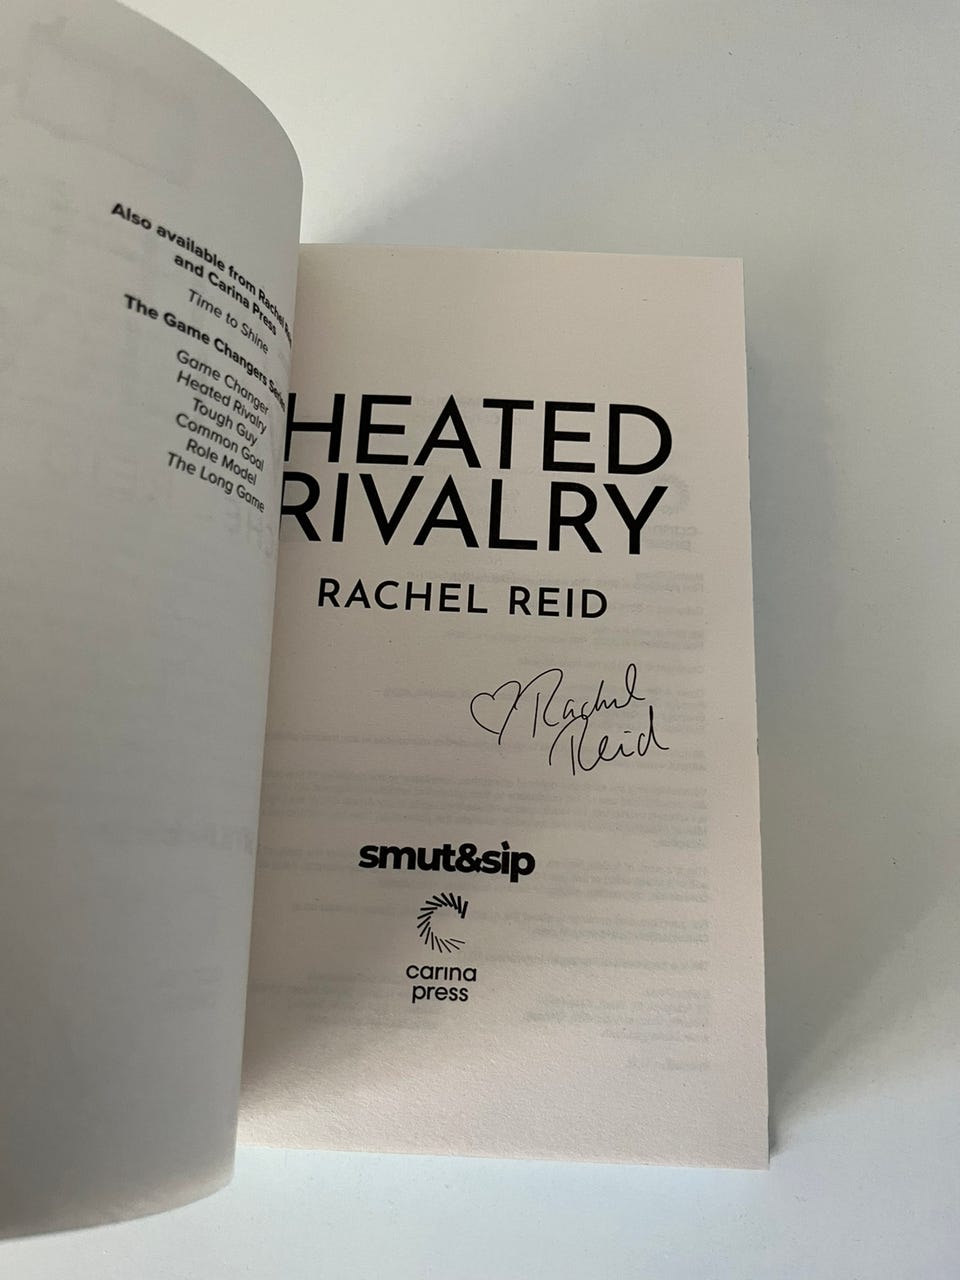 Also available from Rachel
and Carina Press
Time to Shine
The Game Changers Series
Game Changer
Heated Rivalry
Tough Guy
Common Goal
Role Model
The Long Game
HEATED
RIVALRY
RACHEL REID
♡ Rachel
Reid
smut&sip
carina
press